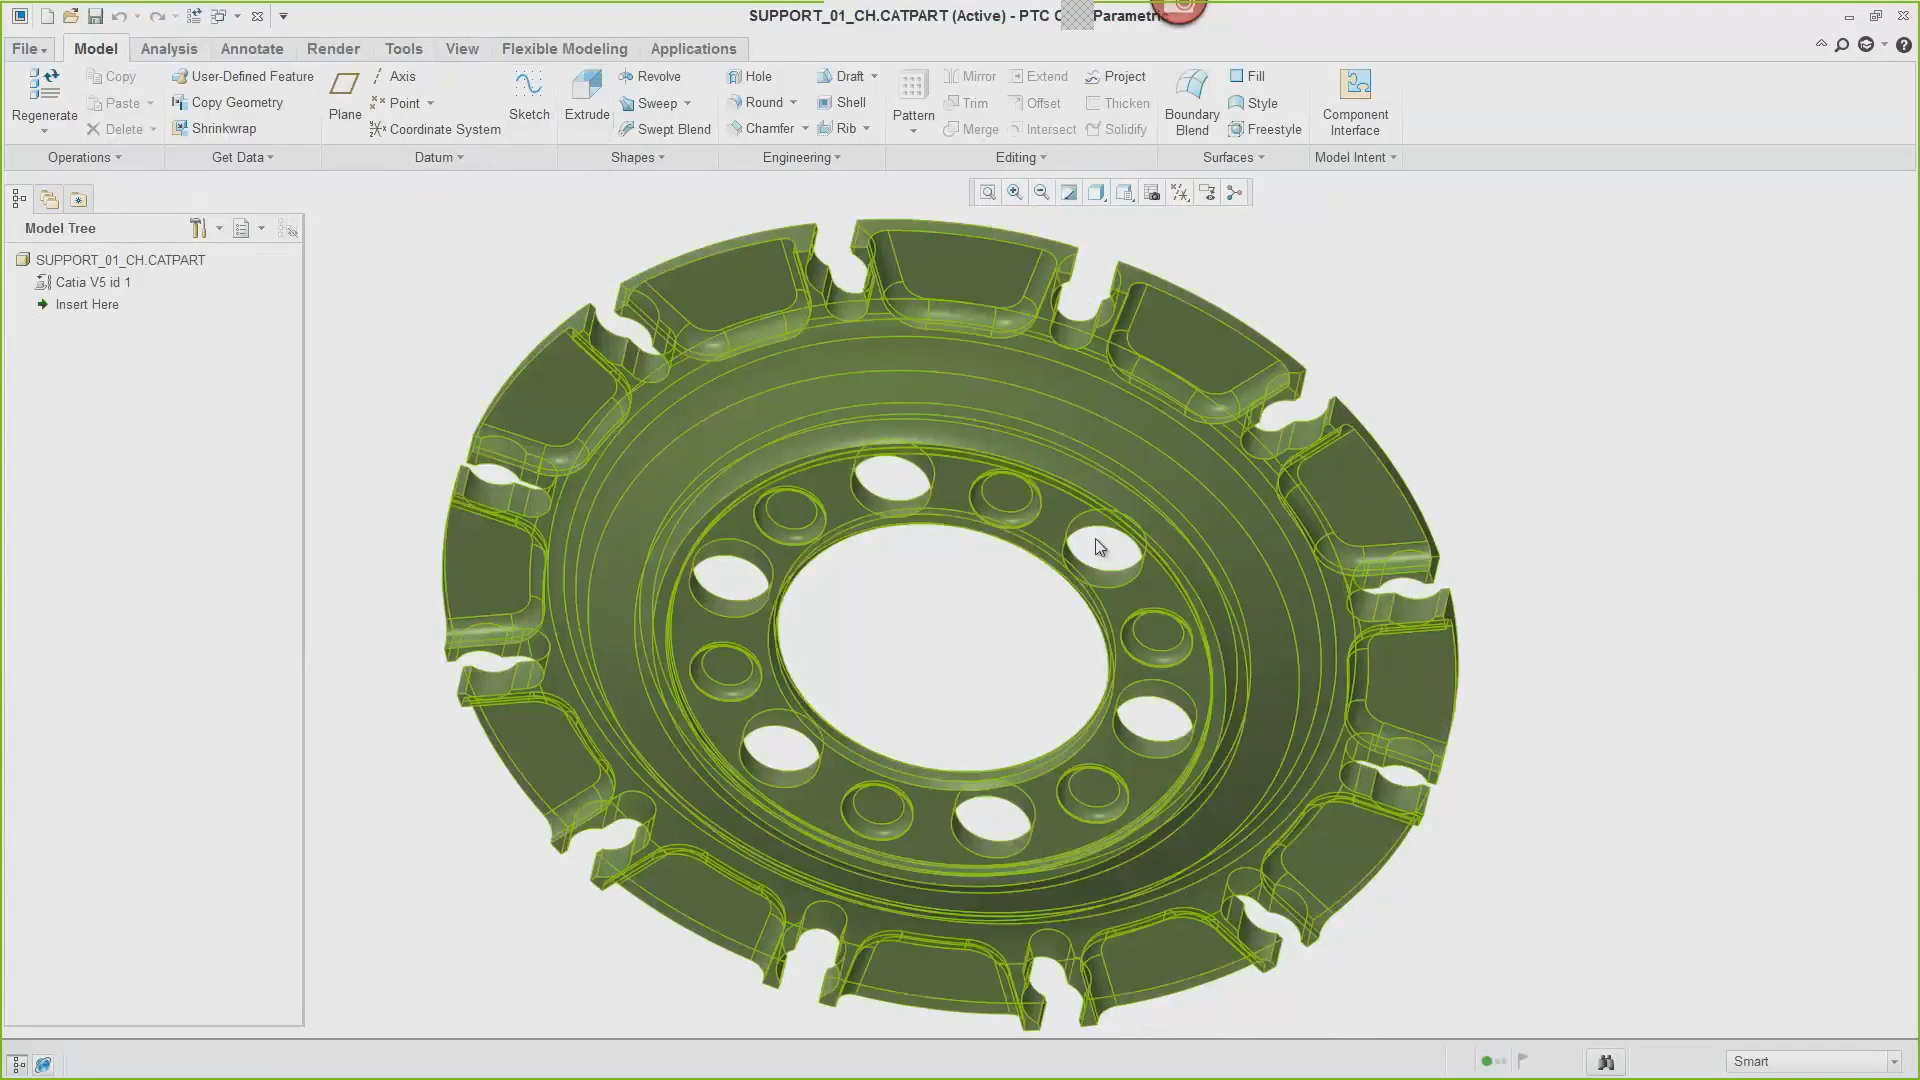 SUPPORT_01_CH.CATPART (Active) - PTC C Parametric
File Model Analysis Annotate Render Tools View Flexible Modeling Applications
Regenerate
Copy
Paste
Delete
User-Defined Feature
Copy Geometry
Shrinkwrap
Plane
Axis
Point
Coordinate System
Sketch
Extrude
Revolve
Sweep
Swept Blend
Hole
Round
Chamfer
Draft
Shell
Rib
Pattern
Mirror
Trim
Merge
Extend
Offset
Intersect
Project
Thicken
Solidify
Boundary
Blend
Fill
Style
Freestyle
Component
Interface
Operations Get Data Datum Shapes Engineering Editing Surfaces Model Intent
Model Tree
SUPPORT_01_CH.CATPART
Catia V5 id 1
Insert Here
Smart